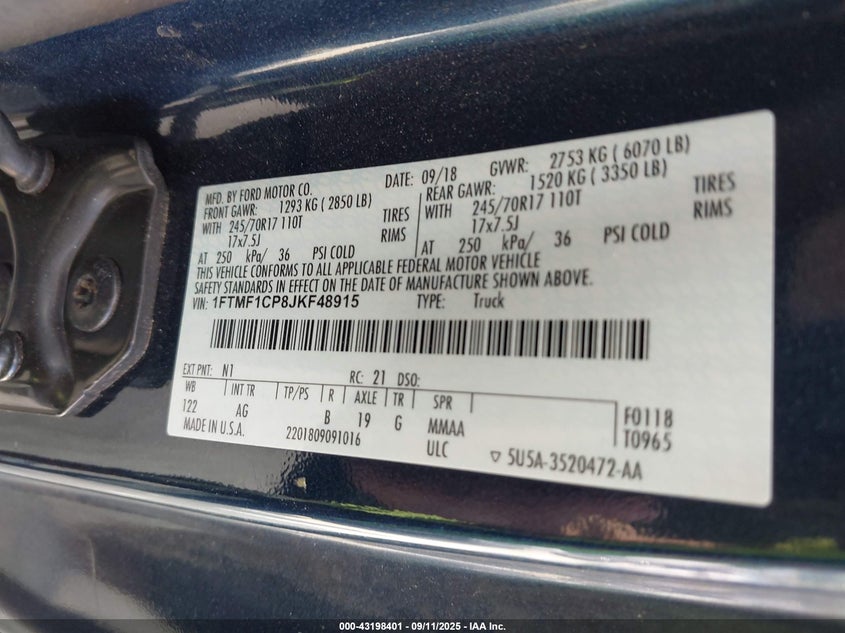 MFD. BY FORD MOTOR CO. DATE: 09/18 GVWR: 2753 KG ( 6070 LB)
FRONT GAWR: 1293 KG ( 2850 LB) REAR GAWR: 1520 KG ( 3350 LB)
WITH 245/70R17 110T TIRES WITH 245/70R17 110T TIRES
17x7.5J RIMS 17x7.5J RIMS
AT 250 kPa/ 36 PSI COLD AT 250 kPa/ 36 PSI COLD
THIS VEHICLE CONFORMS TO ALL APPLICABLE FEDERAL MOTOR VEHICLE
SAFETY STANDARDS IN EFFECT ON THE DATE OF MANUFACTURE SHOWN ABOVE.
VIN: 1FTMF1CP8JKF48915 TYPE: Truck
EXT PNT: N1 RC: 21 DSO:
WB INT TR TP/PS R AXLE TR SPR
122 AG B 19 G MMAA F0118
MADE IN U.S.A. 2201809091016 ULC T0965
▽ 5U5A-3520472-AA
000-43198401 - 09/11/2025 - IAA Inc.